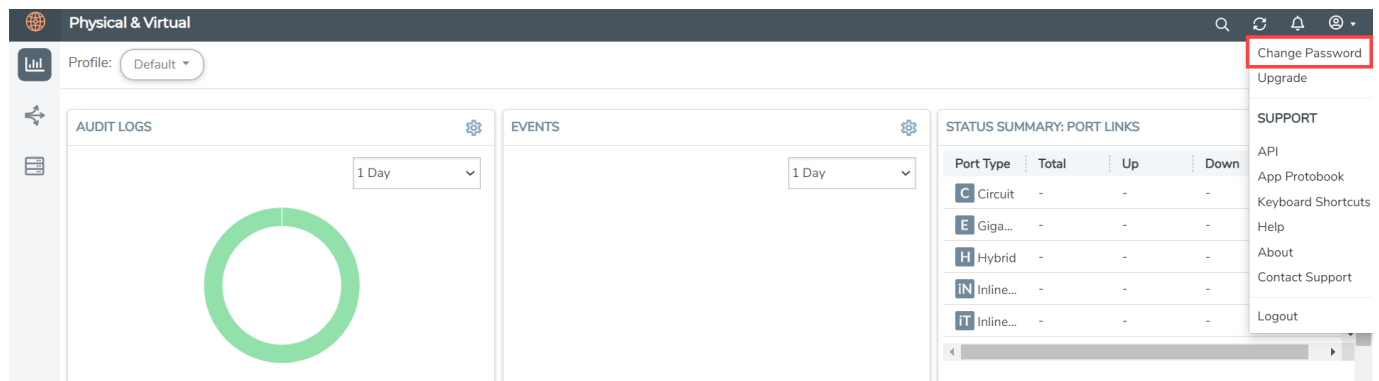 Physical & Virtual
Profile: Default
Change Password
Upgrade
SUPPORT
API
App Protobook
Keyboard Shortcuts
Help
About
Contact Support
Logout
AUDIT LOGS
1 Day
EVENTS
1 Day
STATUS SUMMARY: PORT LINKS
Port Type Total Up Down
C Circuit - - -
E Giga... - - -
H Hybrid - - -
iN Inline... - - -
iT Inline... - - -